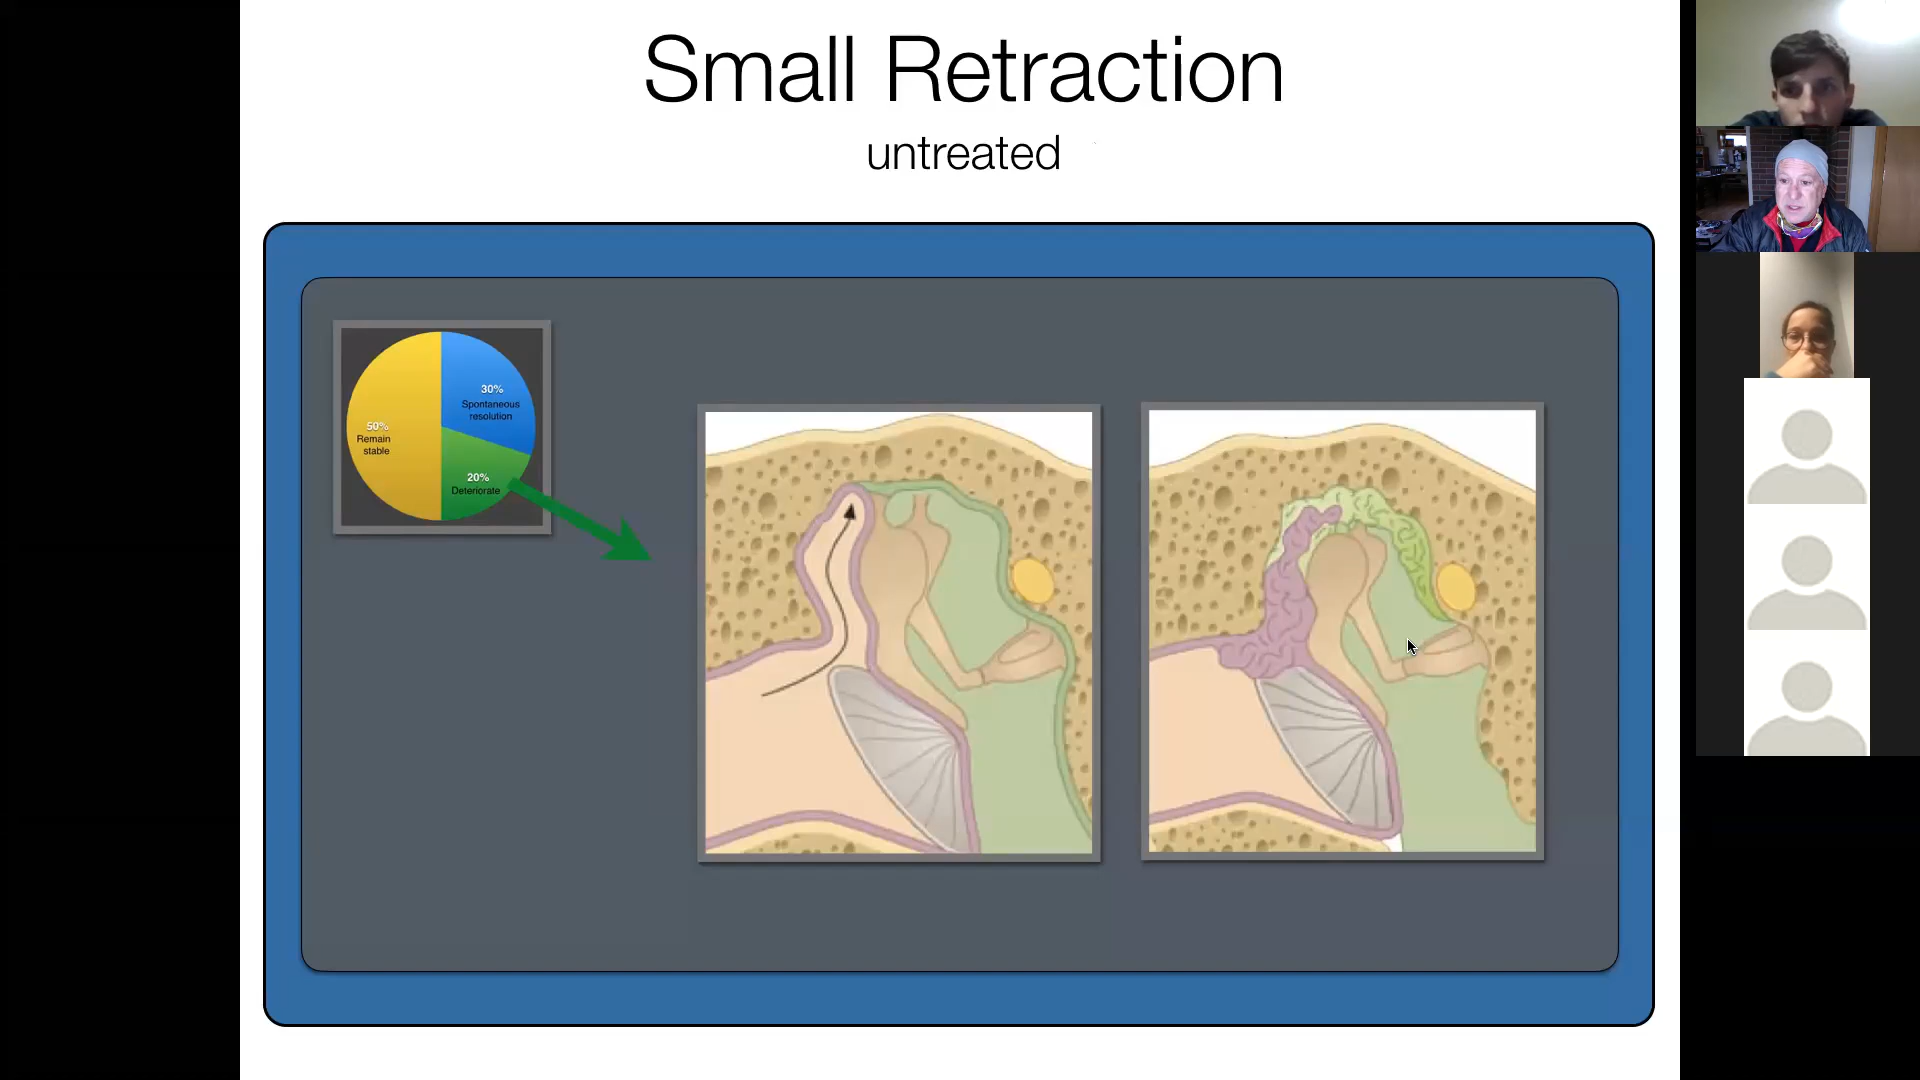 Small Retraction
untreated
30%
Spontaneous
resolution
50%
Remain
stable
20%
Deteriorate